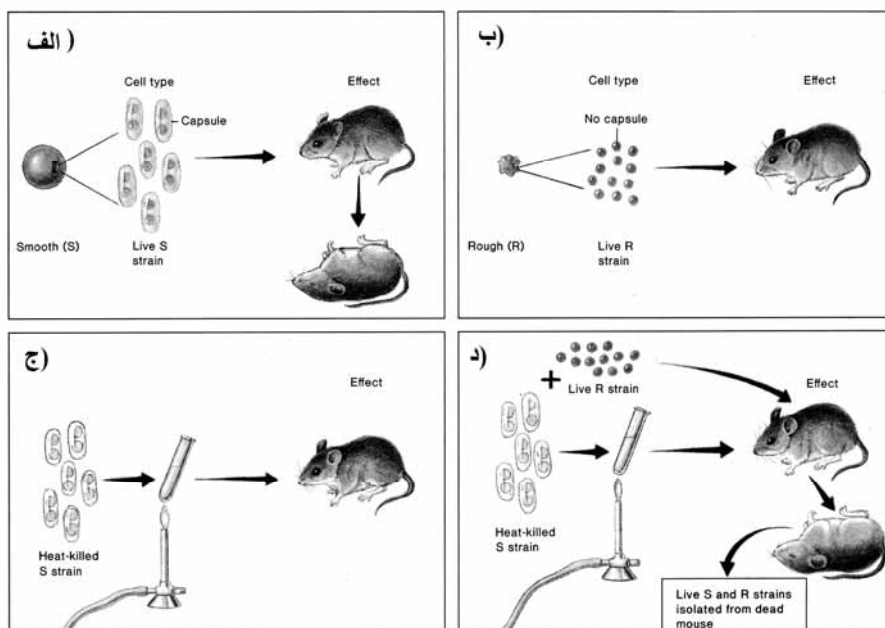 الف)
Cell type
Effect
Capsule
Smooth (S)
Live S
strain
ب)
Cell type
Effect
No capsule
Rough (R)
Live R
strain
ج)
Effect
Heat-killed
S strain
د)
+
Live R strain
Effect
Heat-killed
S strain
Live S and R strains
isolated from dead
mouse